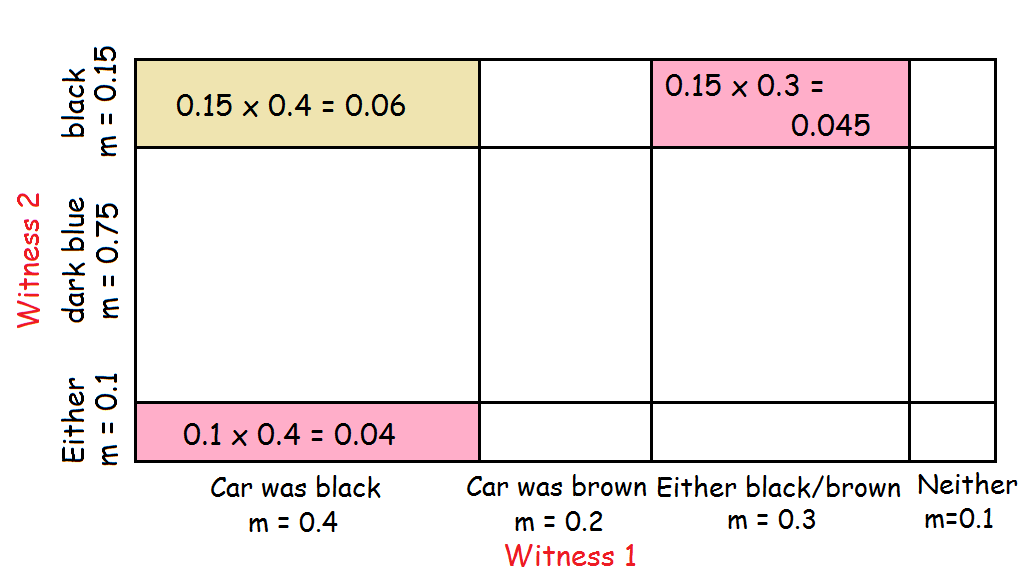 black
m = 0.15
0.15 x 0.4 = 0.06
0.15 x 0.3 =
0.045
Witness 2
dark blue
m = 0.75
Either
m = 0.1
0.1 x 0.4 = 0.04
Car was black
m = 0.4
Car was brown
m = 0.2
Either black/brown
m = 0.3
Neither
m=0.1
Witness 1